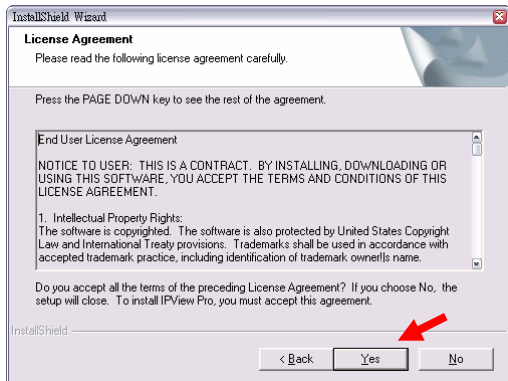 InstallShield Wizard
License Agreement
Please read the following license agreement carefully.
Press the PAGE DOWN key to see the rest of the agreement.
End User License Agreement
NOTICE TO USER: THIS IS A CONTRACT. BY INSTALLING, DOWNLOADING OR
USING THIS SOFTWARE, YOU ACCEPT THE TERMS AND CONDITIONS OF THIS
LICENSE AGREEMENT.
1. Intellectual Property Rights:
The software is copyrighted. The software is also protected by United States Copyright
Law and International Treaty provisions. Trademarks shall be used in accordance with
accepted trademark practice, including identification of trademark owner!|s name.
Do you accept all the terms of the preceding License Agreement? If you choose No, the
setup will close. To install IPView Pro, you must accept this agreement.
InstallShield
< Back
Yes
No